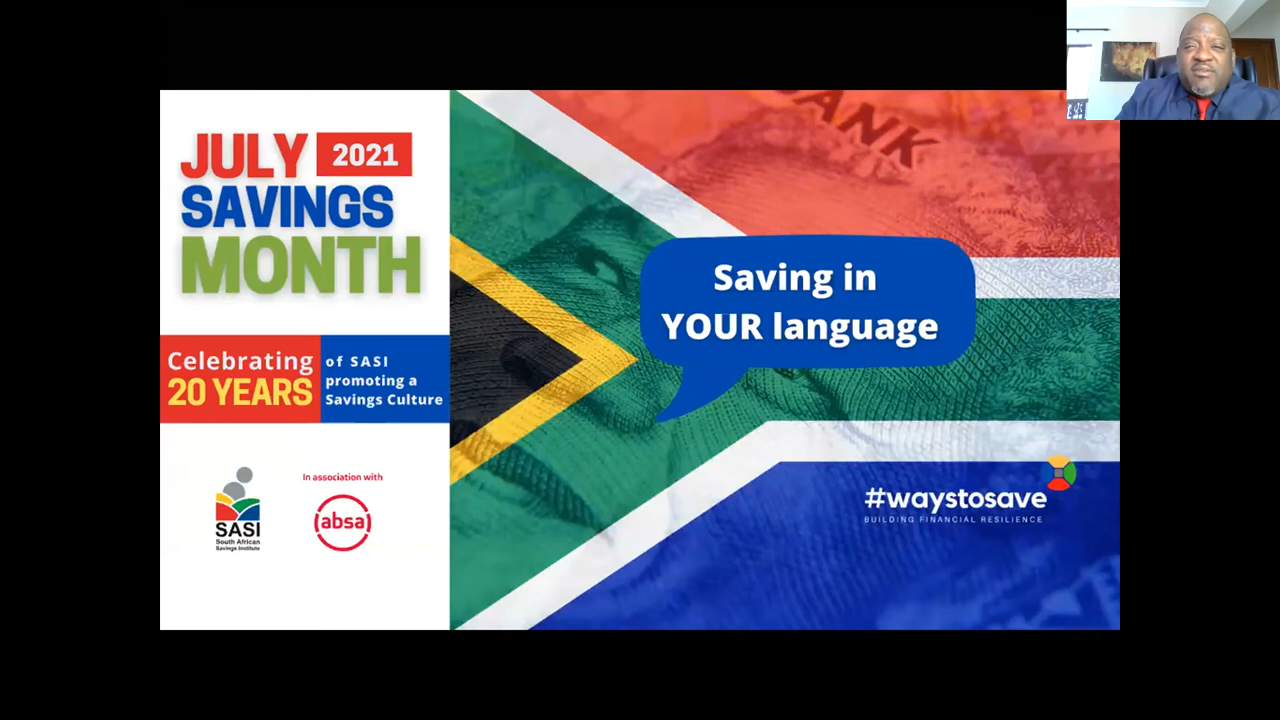 JULY 2021
SAVINGS
MONTH
Celebrating
20 YEARS
of SASI
promoting a
Savings Culture
In association with
SASI
South African
Savings Institute
absa
BANK
Saving in
YOUR language
#waystosave
BUILDING FINANCIAL RESILIENCE